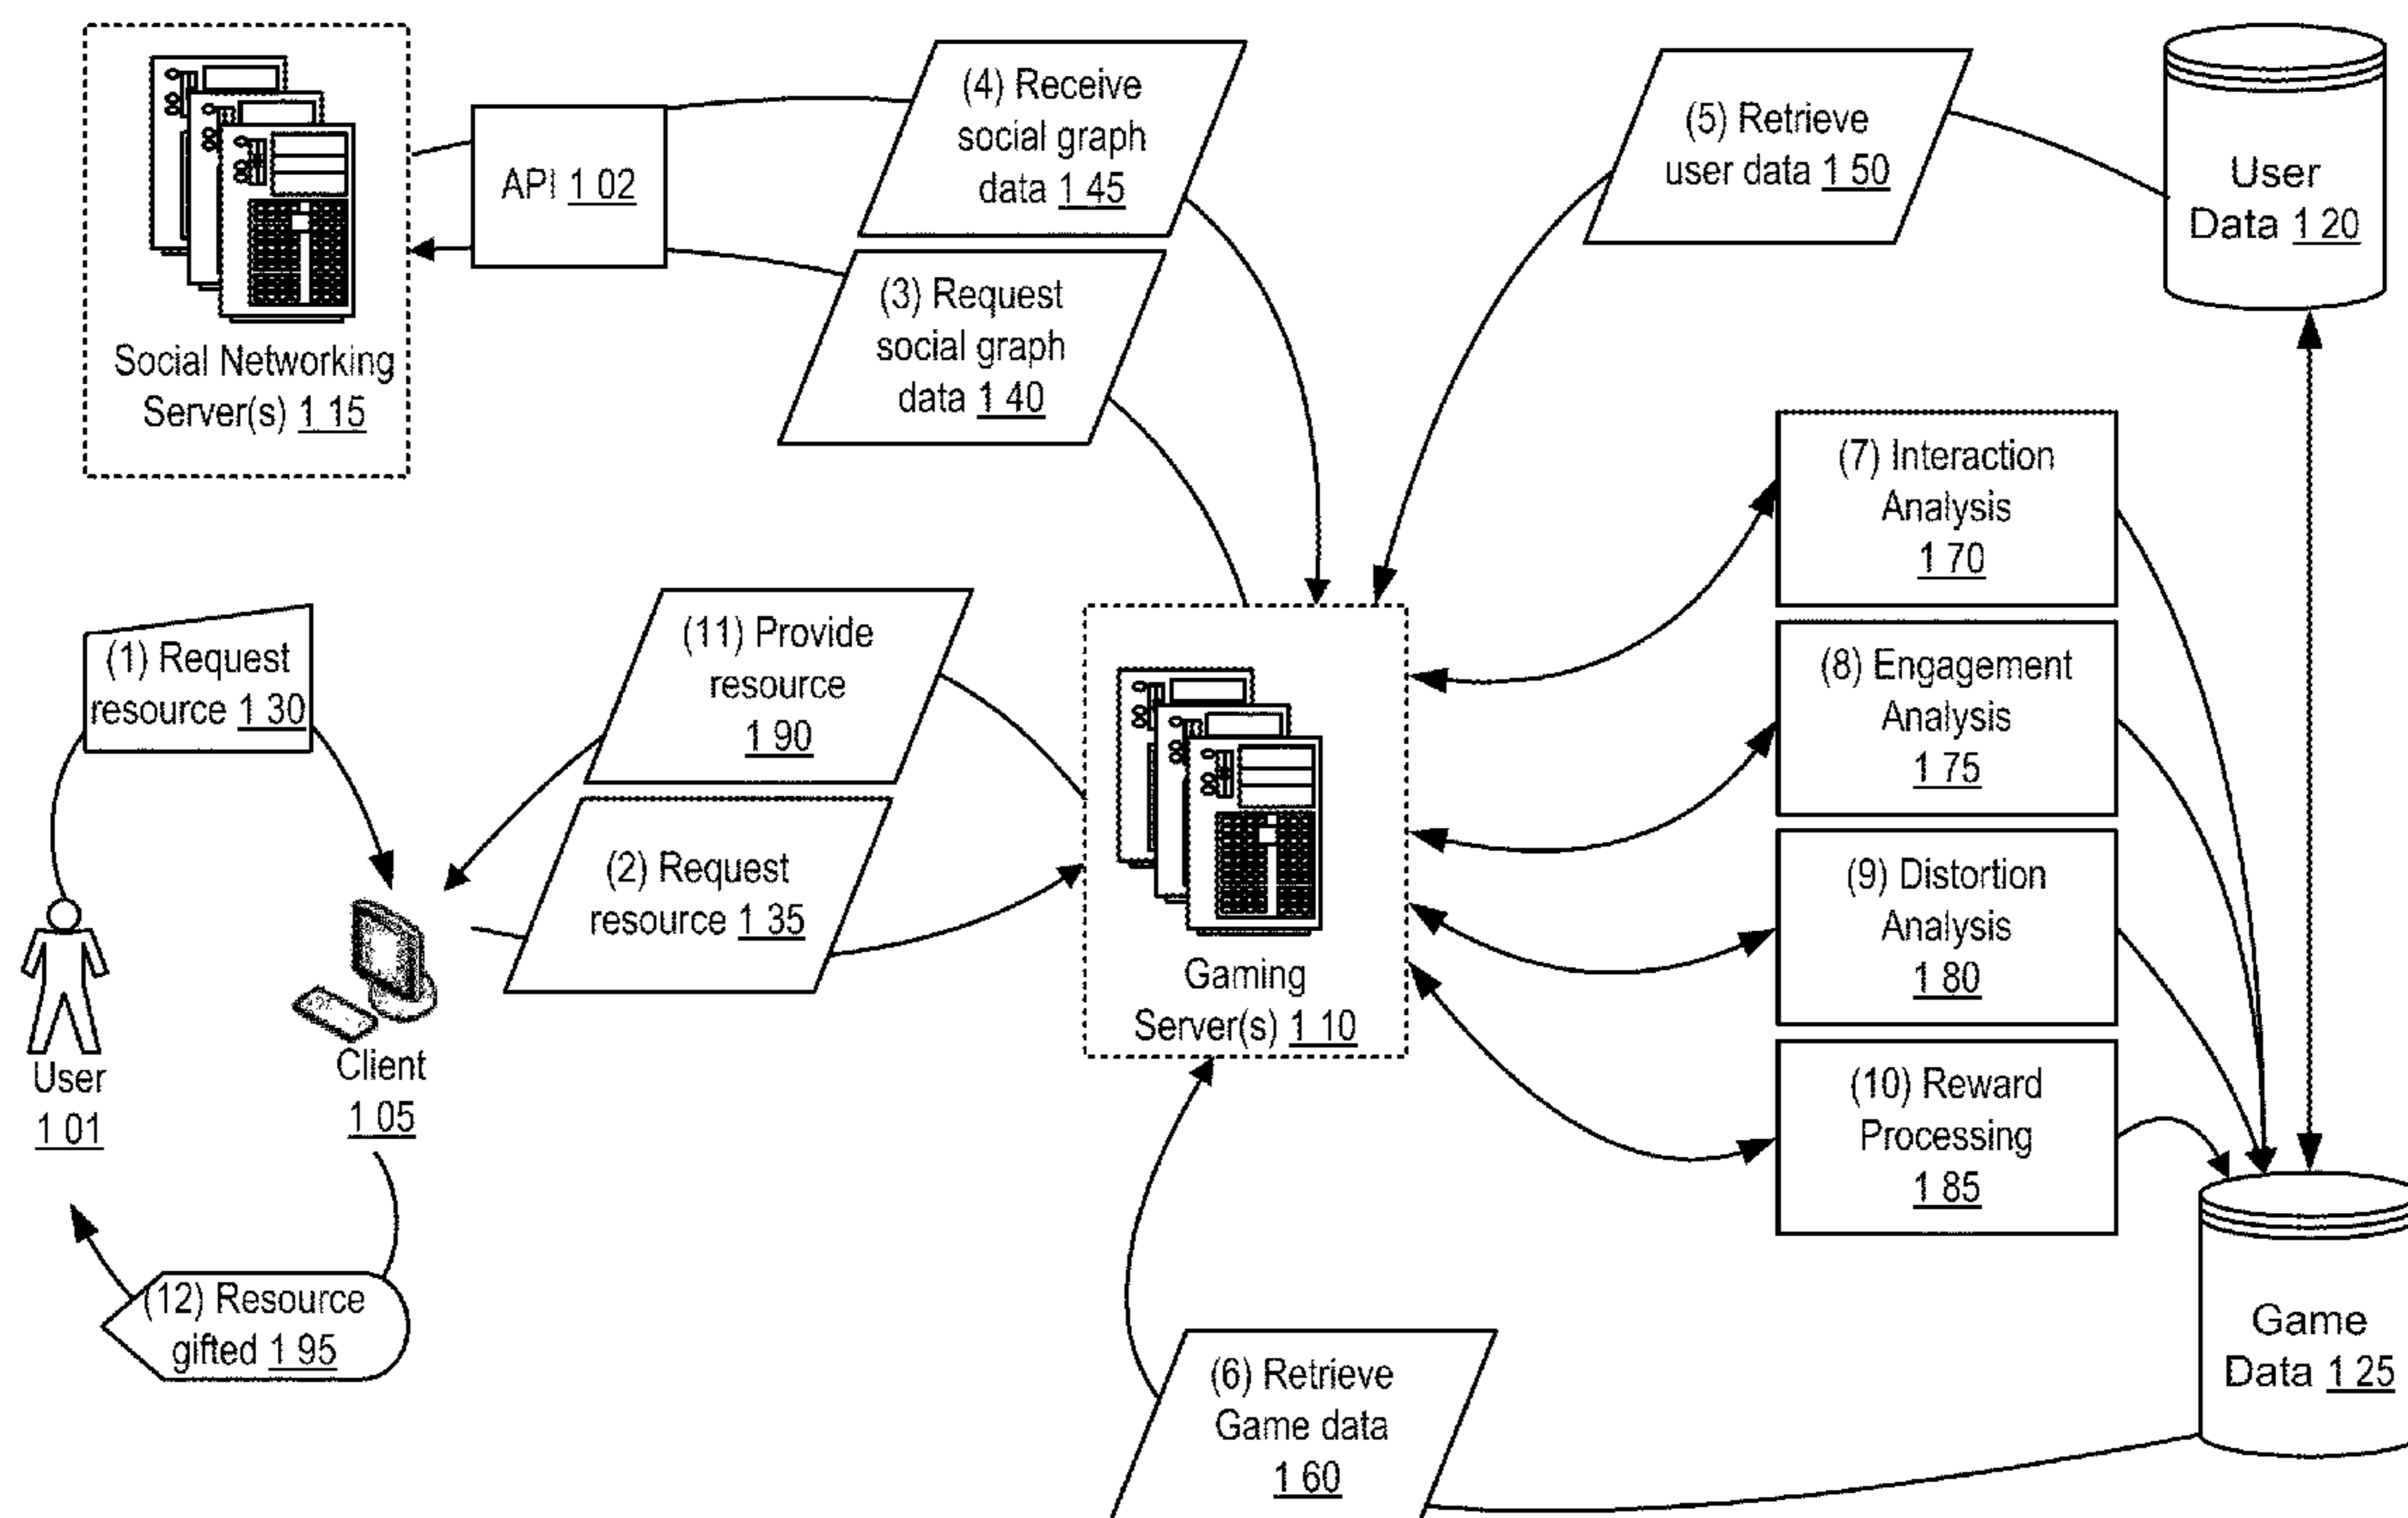 (4) Receive
social graph
data 1 45
(5) Retrieve
user data 1 50
User
Data 1 20
API 1 02
(3) Request
social graph
data 1 40
Social Networking
Server(s) 1 15
(7) Interaction
Analysis
1 70
(1) Request
resource 1 30
(11) Provide
resource
1 90
(8) Engagement
Analysis
1 75
(2) Request
resource 1 35
(9) Distortion
Analysis
1 80
Gaming
Server(s) 1 10
User
1 01
Client
1 05
(10) Reward
Processing
1 85
(12) Resource
gifted 1 95
(6) Retrieve
Game data
1 60
Game
Data 1 25